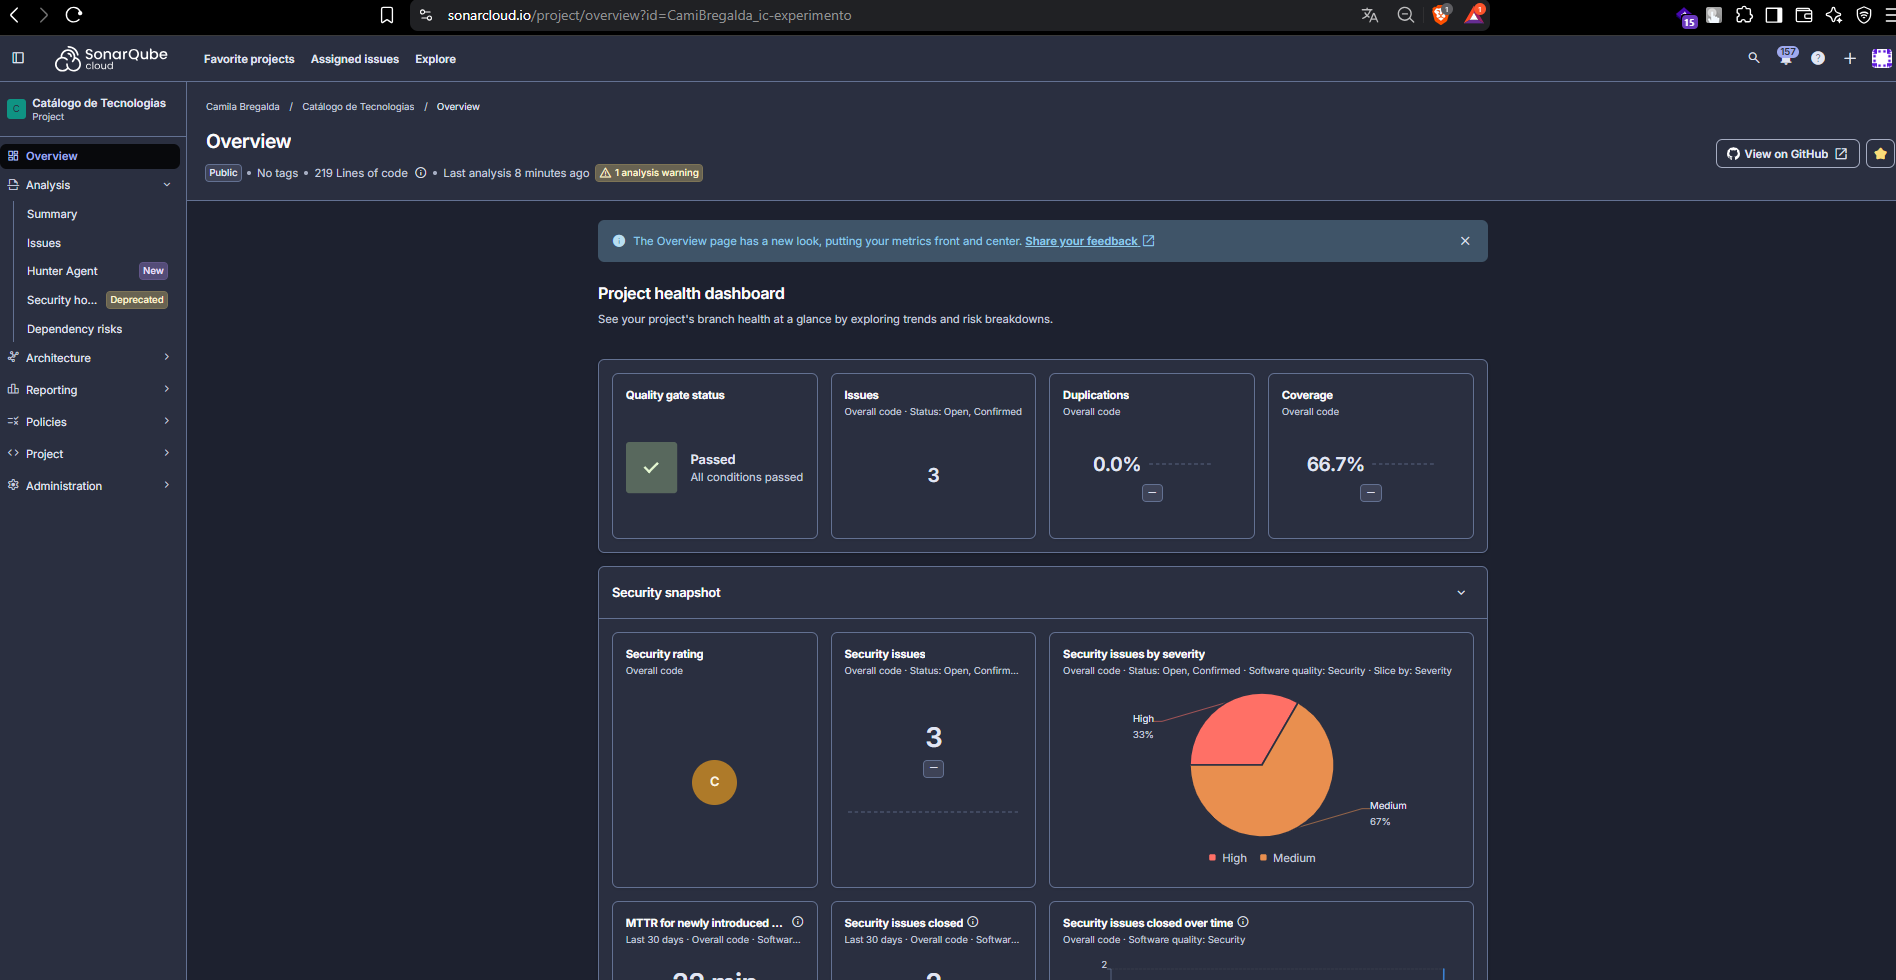 sonarcloud.io/project/overview?id=CamiBregalda_ic-experimento
1
1
15
SonarQube
cloud
Favorite projects
Assigned issues
Explore
157
C
Catálogo de Tecnologias
Project
Overview
Analysis
Summary
Issues
Hunter Agent
New
Security ho...
Deprecated
Dependency risks
Architecture
Reporting
Policies
Project
Administration
Camila Bregalda / Catálogo de Tecnologias / Overview
Overview
Public • No tags • 219 Lines of code • Last analysis 8 minutes ago 1 analysis warning
View on GitHub
The Overview page has a new look, putting your metrics front and center. Share your feedback
Project health dashboard
See your project's branch health at a glance by exploring trends and risk breakdowns.
Quality gate status
Passed
All conditions passed
Issues
Overall code · Status: Open, Confirmed
3
Duplications
Overall code
0.0%
Coverage
Overall code
66.7%
Security snapshot
Security rating
Overall code
C
Security issues
Overall code · Status: Open, Confirm...
3
Security issues by severity
Overall code · Status: Open, Confirmed · Software quality: Security · Slice by: Severity
High
33%
Medium
67%
High
Medium
MTTR for newly introduced ...
Last 30 days · Overall code · Softwar...
Security issues closed
Last 30 days · Overall code · Softwar...
Security issues closed over time
Overall code · Software quality: Security
2